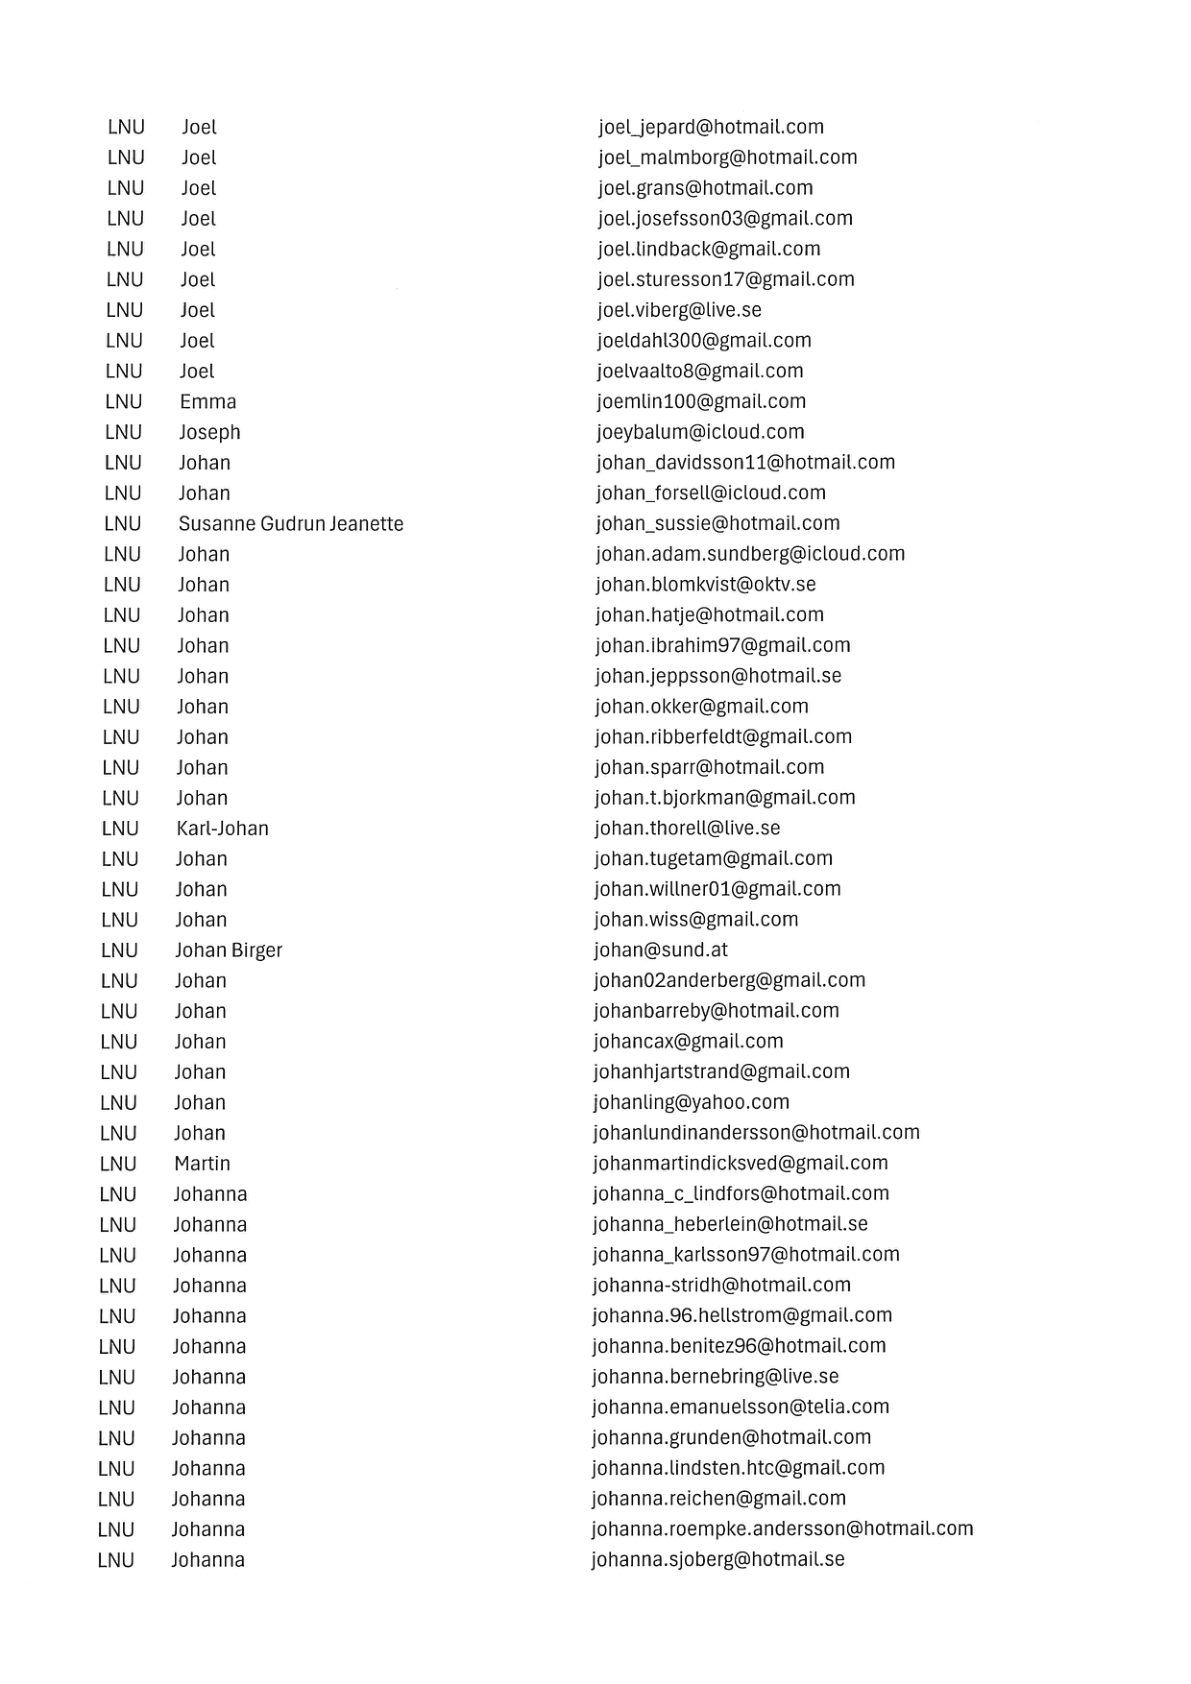 LNU Joel joel_jepard@hotmail.com
LNU Joel joel_malmborg@hotmail.com
LNU Joel joel.grans@hotmail.com
LNU Joel joel.josefsson03@gmail.com
LNU Joel joel.lindback@gmail.com
LNU Joel joel.sturesson17@gmail.com
LNU Joel joel.viberg@live.se
LNU Joel joeldahl300@gmail.com
LNU Joel joelvaalto8@gmail.com
LNU Emma joemlin100@gmail.com
LNU Joseph joeybalum@icloud.com
LNU Johan johan_davidsson11@hotmail.com
LNU Johan johan_forsell@icloud.com
LNU Susanne Gudrun Jeanette johan_sussie@hotmail.com
LNU Johan johan.adam.sundberg@icloud.com
LNU Johan johan.blomkvist@oktv.se
LNU Johan johan.hatje@hotmail.com
LNU Johan johan.ibrahim97@gmail.com
LNU Johan johan.jeppsson@hotmail.se
LNU Johan johan.okker@gmail.com
LNU Johan johan.ribberfeldt@gmail.com
LNU Johan johan.sparr@hotmail.com
LNU Johan johan.t.bjorkman@gmail.com
LNU Karl-Johan johan.thorell@live.se
LNU Johan johan.tugetam@gmail.com
LNU Johan johan.willner01@gmail.com
LNU Johan johan.wiss@gmail.com
LNU Johan Birger johan@sund.at
LNU Johan johan02anderberg@gmail.com
LNU Johan johanbarreby@hotmail.com
LNU Johan johancax@gmail.com
LNU Johan johanhjartstrand@gmail.com
LNU Johan johanling@yahoo.com
LNU Johan johanlundinandersson@hotmail.com
LNU Martin johanmartindicksved@gmail.com
LNU Johanna johanna_c_lindfors@hotmail.com
LNU Johanna johanna_heberlein@hotmail.se
LNU Johanna johanna_karlsson97@hotmail.com
LNU Johanna johanna-stridh@hotmail.com
LNU Johanna johanna.96.hellstrom@gmail.com
LNU Johanna johanna.benitez96@hotmail.com
LNU Johanna johanna.bernebring@live.se
LNU Johanna johanna.emanuelsson@telia.com
LNU Johanna johanna.grunden@hotmail.com
LNU Johanna johanna.lindsten.htc@gmail.com
LNU Johanna johanna.reichen@gmail.com
LNU Johanna johanna.roempke.andersson@hotmail.com
LNU Johanna johanna.sjoberg@hotmail.se